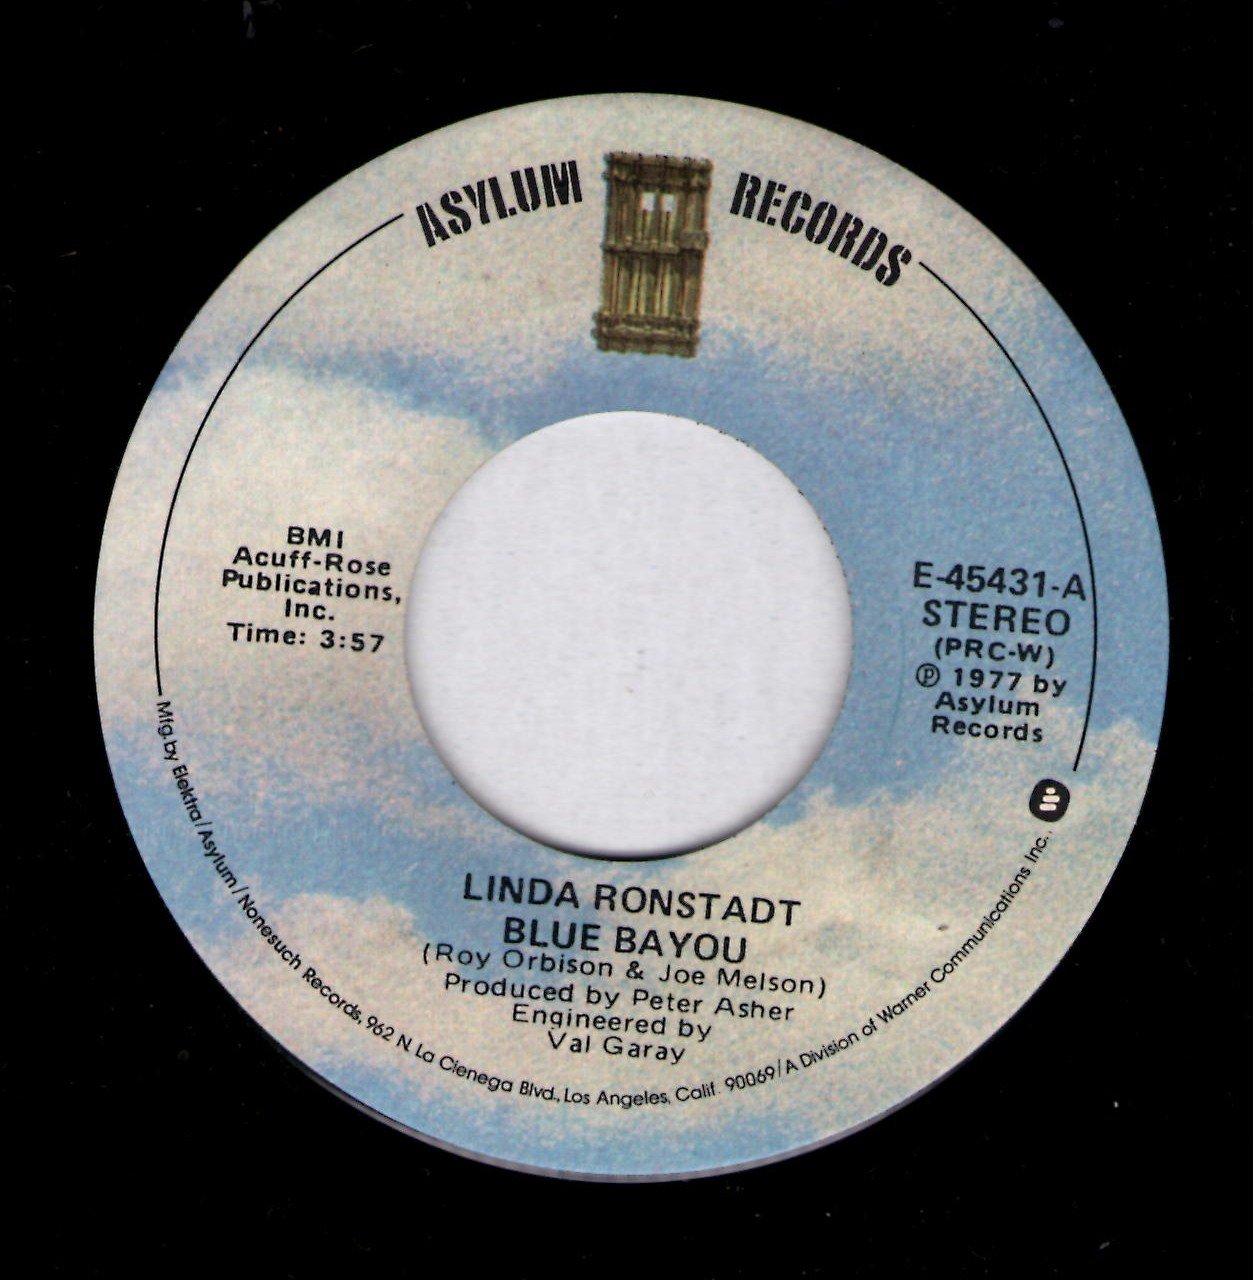 ASYLUM RECORDS
BMI
Acuff-Rose
Publications,
Inc.
Time: 3:57
E-45431-A
STEREO
(PRC-W)
℗ 1977 by
Asylum
Records
LINDA RONSTADT
BLUE BAYOU
(Roy Orbison & Joe Melson)
Produced by Peter Asher
Engineered by
Val Garay
Mfg. by Elektra/Asylum/Nonesuch Records, 962 N. La Cienega Blvd., Los Angeles, Calif. 90069/A Division of Warner Communications Inc.